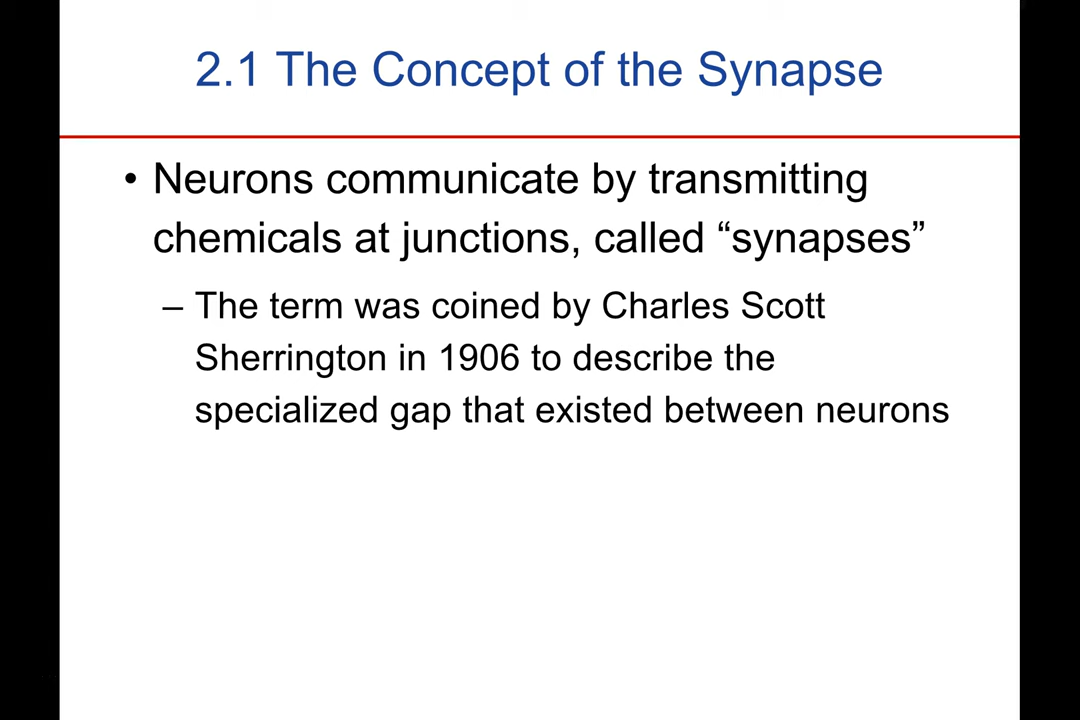 2.1 The Concept of the Synapse
• Neurons communicate by transmitting
chemicals at junctions, called “synapses”
– The term was coined by Charles Scott
Sherrington in 1906 to describe the
specialized gap that existed between neurons